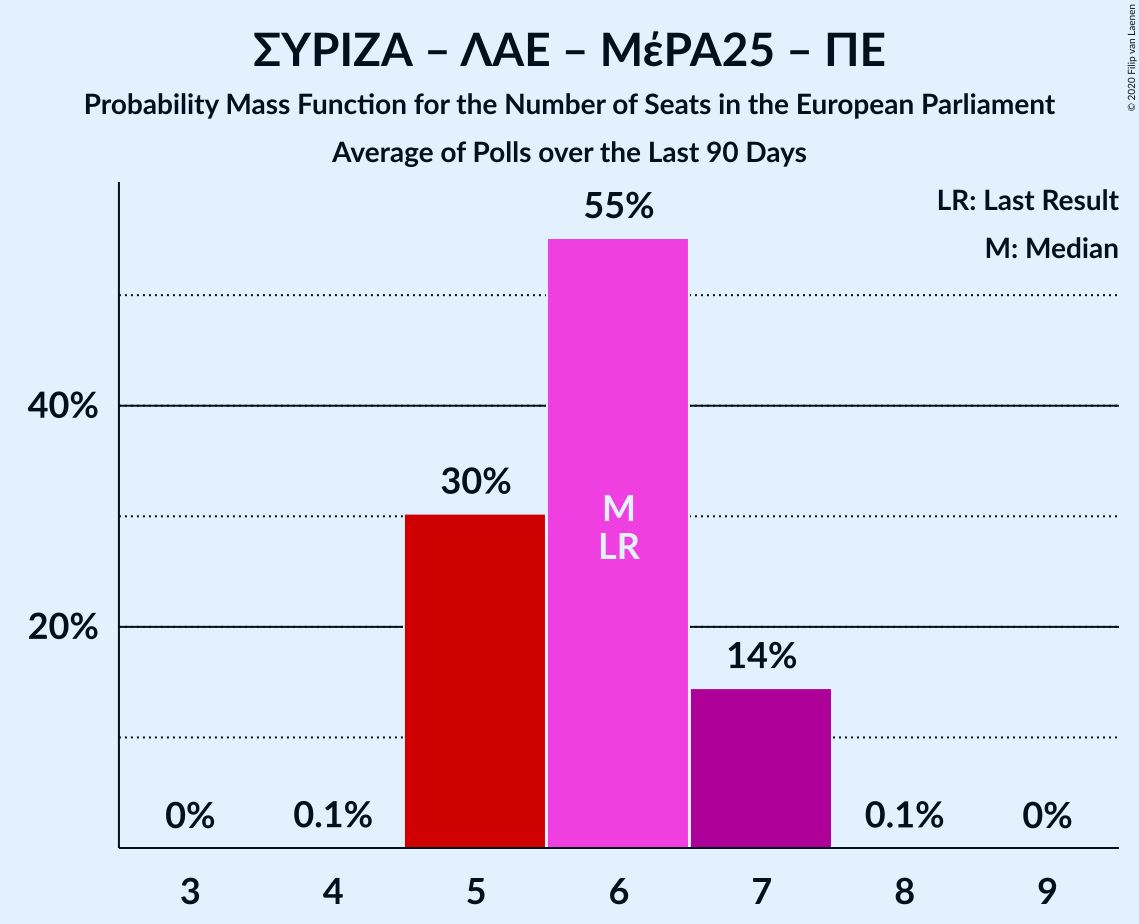 ΣΥΡΙΖΑ – ΛΑΕ – ΜέΡΑ25 – ΠΕ
Probability Mass Function for the Number of Seats in the European Parliament
Average of Polls over the Last 90 Days
© 2020 Filip van Laenen
LR: Last Result
M: Median
55%
40%
30%
M
LR
20%
14%
0%
0.1%
0.1%
0%
3 4 5 6 7 8 9